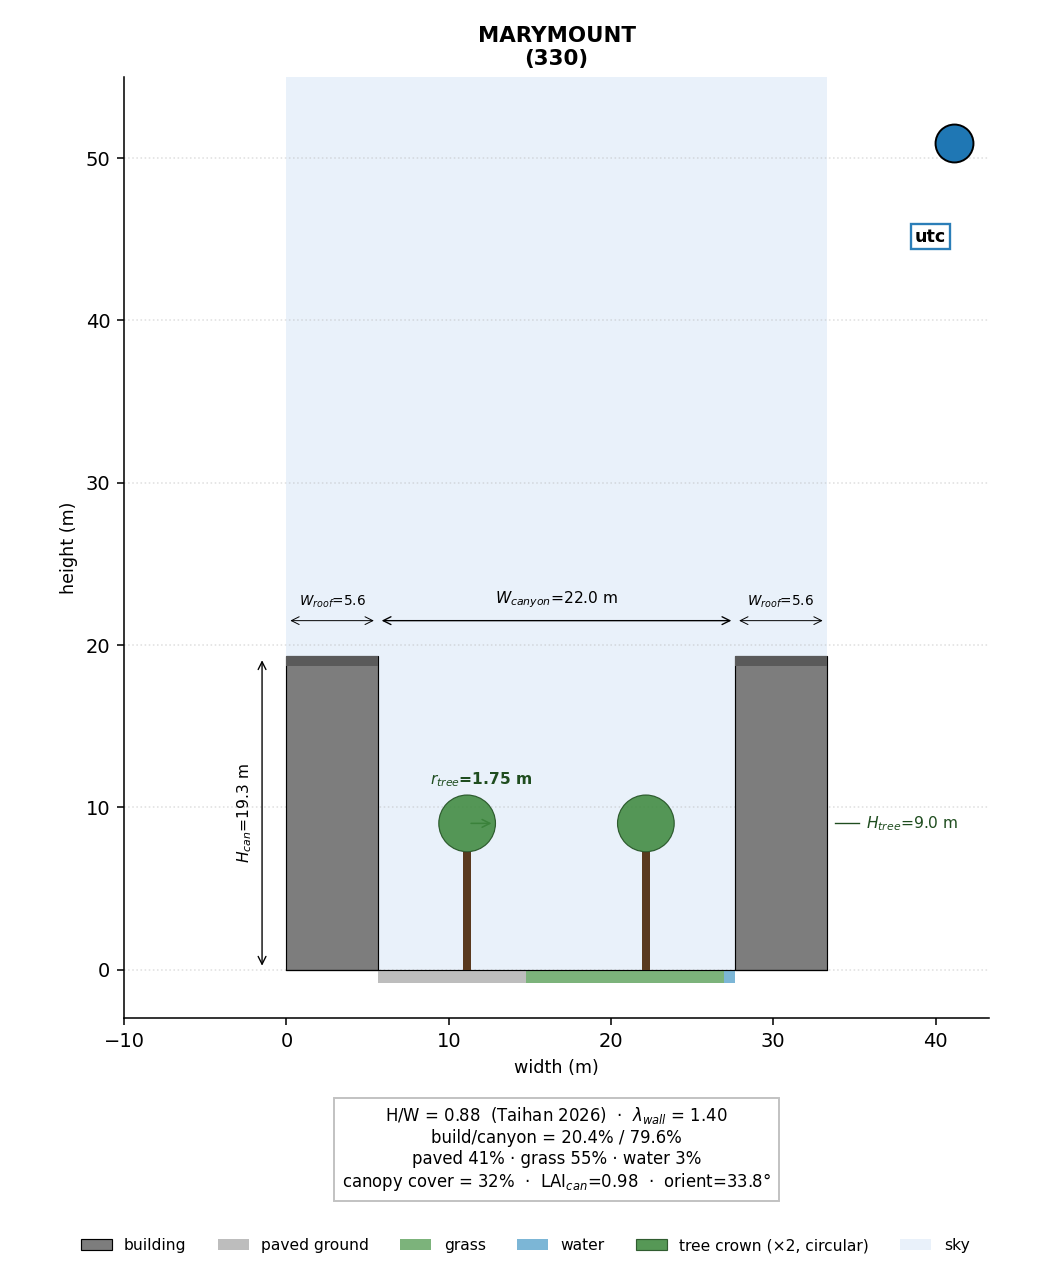 MARYMOUNT
(330)
50
utc
40
30
height (m)
W_roof=5.6
W_canyon=22.0 m
W_roof=5.6
20
H_can=19.3 m
r_tree=1.75 m
10
H_tree=9.0 m
0
−10 0 10 20 30 40
width (m)
H/W = 0.88 (Taihan 2026) · λ_wall = 1.40
build/canyon = 20.4% / 79.6%
paved 41% · grass 55% · water 3%
canopy cover = 32% · LAI_can=0.98 · orient=33.8°
building paved ground grass water tree crown (×2, circular) sky